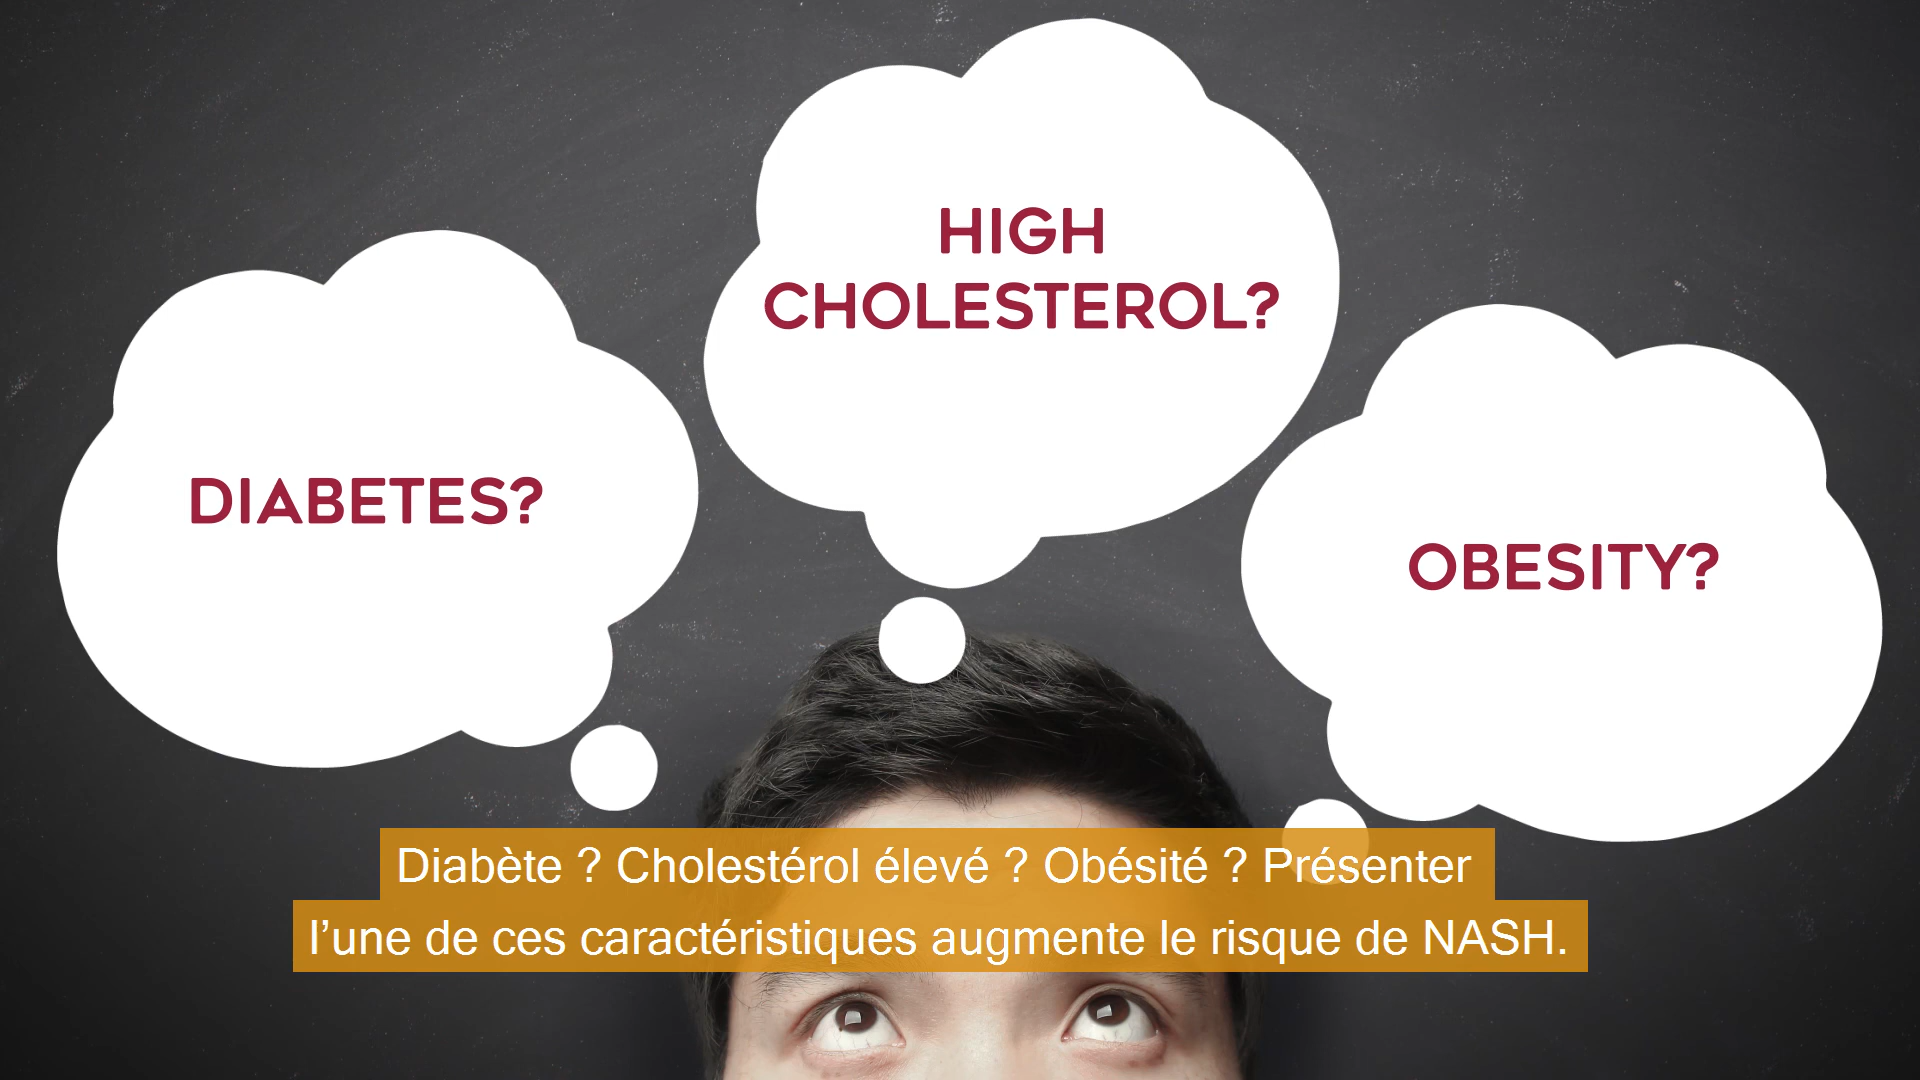 HIGH
CHOLESTEROL?
DIABETES?
OBESITY?
Diabète ? Cholestérol élevé ? Obésité ? Présenter
l’une de ces caractéristiques augmente le risque de NASH.